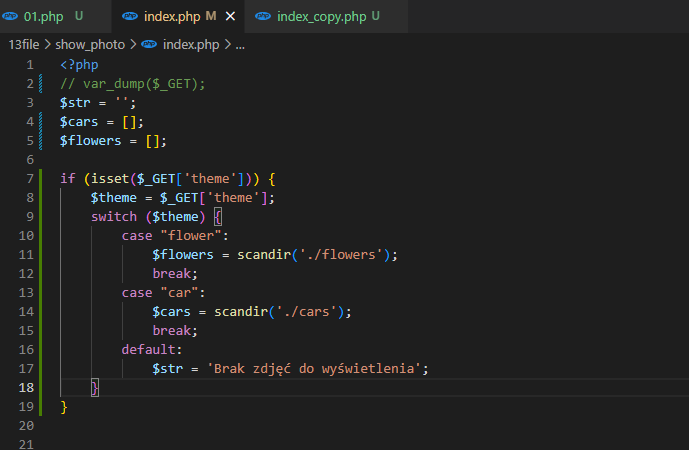 01.php U index.php M index_copy.php U
13file > show_photo > index.php > ...
1 <?php
2 // var_dump($_GET);
3 $str = '';
4 $cars = [];
5 $flowers = [];
6
7 if (isset($_GET['theme'])) {
8 $theme = $_GET['theme'];
9 switch ($theme) {
10 case "flower":
11 $flowers = scandir('./flowers');
12 break;
13 case "car":
14 $cars = scandir('./cars');
15 break;
16 default:
17 $str = 'Brak zdjęć do wyświetlenia';
18 }
19 }
20
21